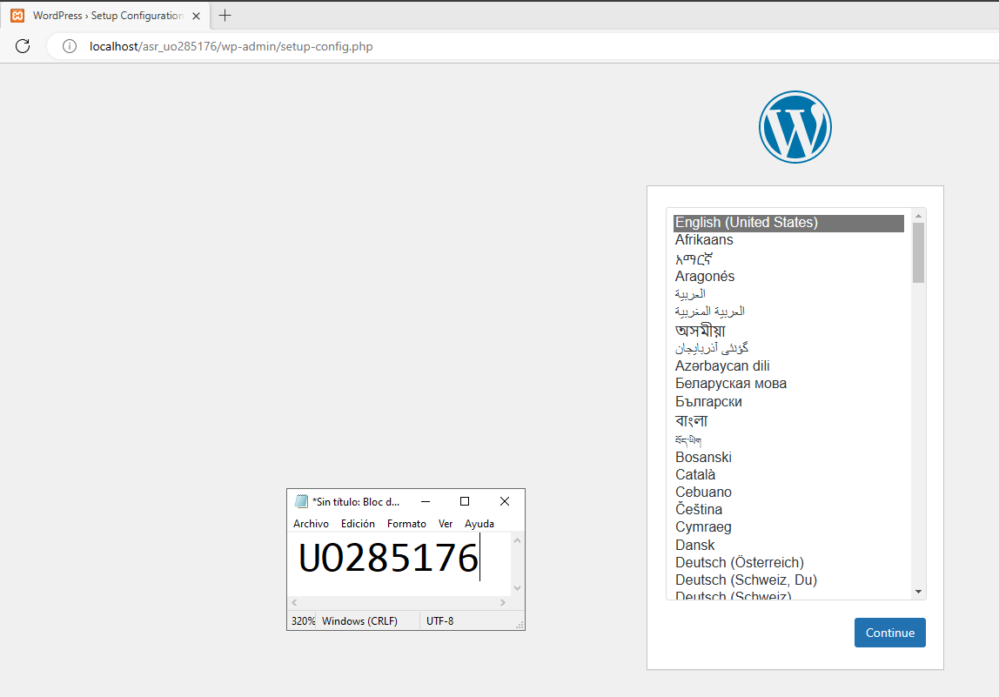 WordPress › Setup Configuration
localhost/asr_uo285176/wp-admin/setup-config.php
English (United States)
Afrikaans
አማርኛ
Aragonés
العربية
العربية المغربية
অসমীয়া
گؤنئی آذربایجان
Azərbaycan dili
Беларуская мова
Български
বাংলা
བོད་ཡིག
Bosanski
Català
Cebuano
Čeština
Cymraeg
Dansk
Deutsch (Österreich)
Deutsch (Schweiz, Du)
Deutsch (Schweiz)
Continue
*Sin título: Bloc d...
Archivo Edición Formato Ver Ayuda
UO285176
320% Windows (CRLF) UTF-8